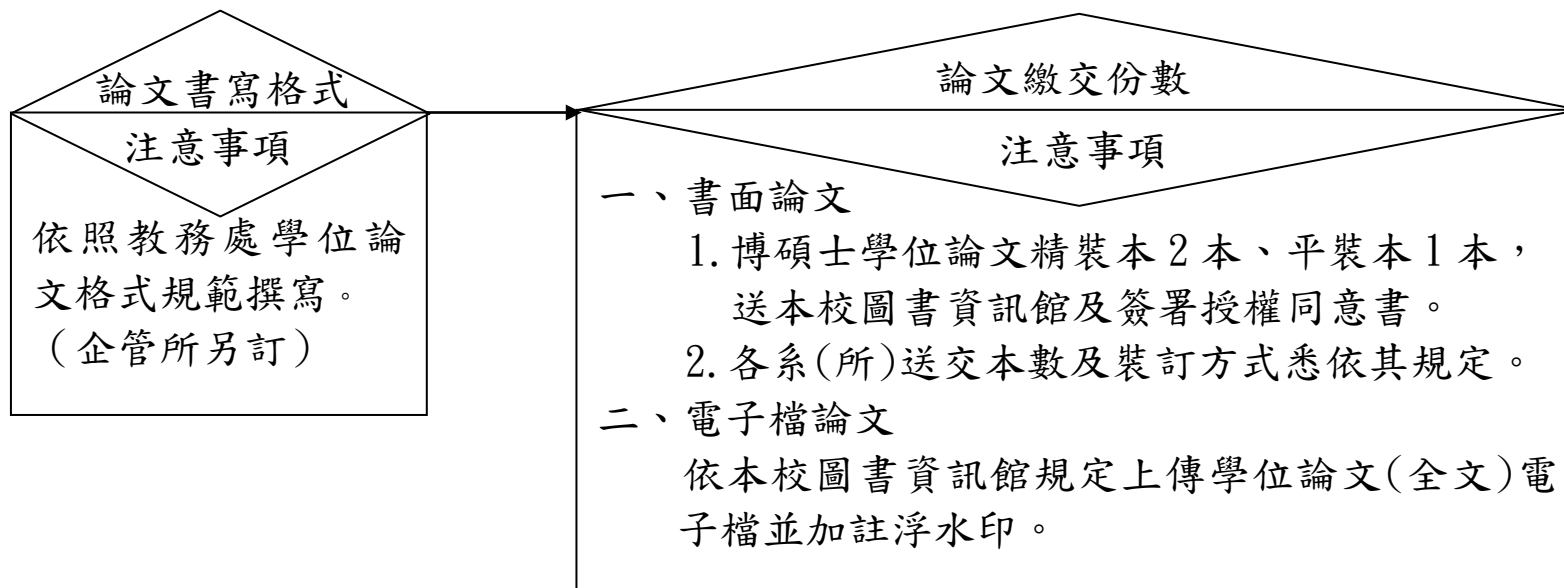 論文書寫格式
注意事項
依照教務處學位論
文格式規範撰寫。
（企管所另訂）
論文繳交份數
注意事項
一、書面論文
1.博碩士學位論文精裝本2本、平裝本1本，
送本校圖書資訊館及簽署授權同意書。
2.各系(所)送交本數及裝訂方式悉依其規定。
二、電子檔論文
依本校圖書資訊館規定上傳學位論文(全文)電
子檔並加註浮水印。